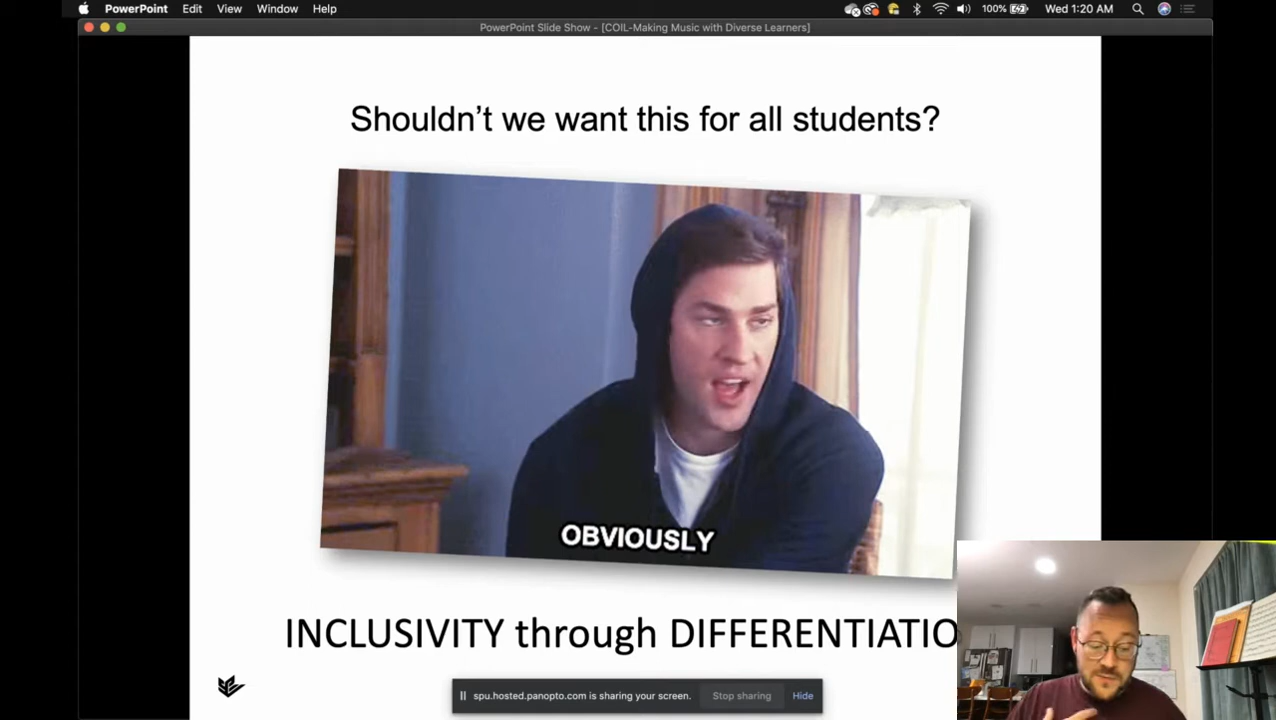 PowerPoint Edit View Window Help 100% Wed 1:20 AM
PowerPoint Slide Show - [COIL-Making Music with Diverse Learners]
Shouldn't we want this for all students?
OBVIOUSLY
INCLUSIVITY through DIFFERENTIATIO
spu.hosted.panopto.com is sharing your screen. Stop sharing Hide